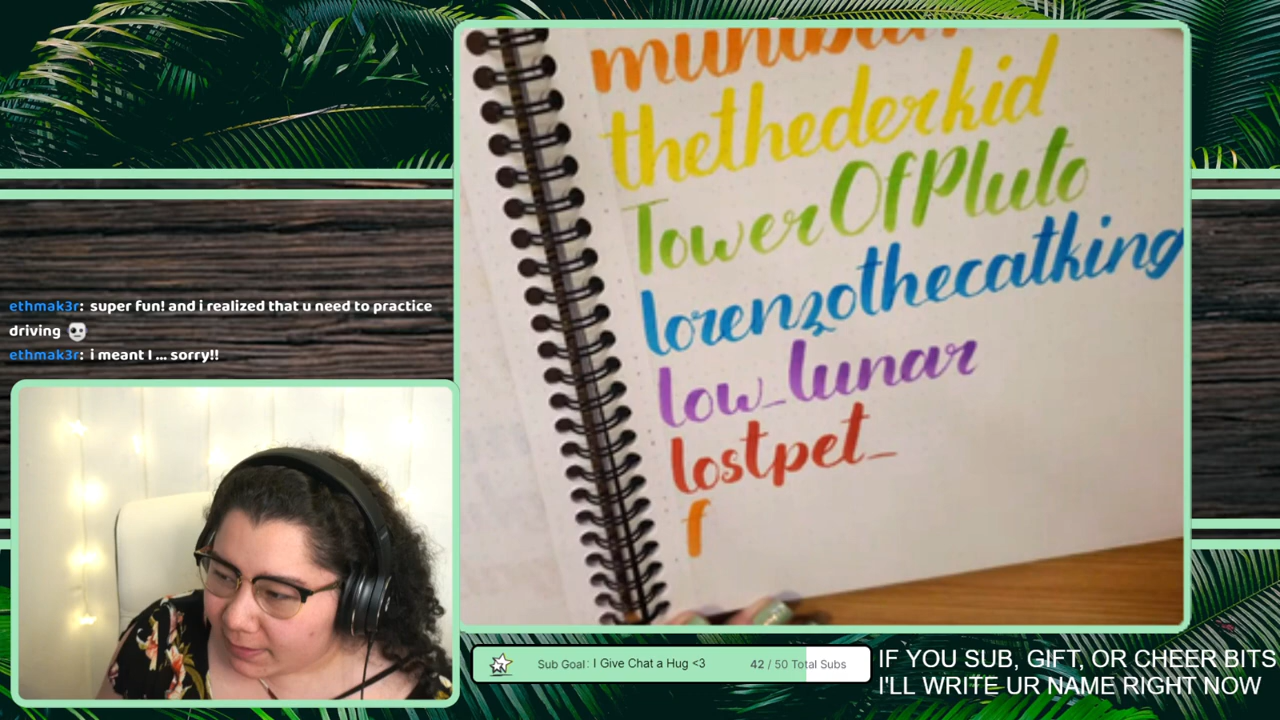 thethederkid
TowerOfPluto
lorenzothecatking
low_lunar
lostpet_
f
ethmak3r: super fun! and i realized that u need to practice
driving
ethmak3r: i meant I ... sorry!!
Sub Goal: I Give Chat a Hug <3 42 / 50 Total Subs
IF YOU SUB, GIFT, OR CHEER BITS
I'LL WRITE UR NAME RIGHT NOW